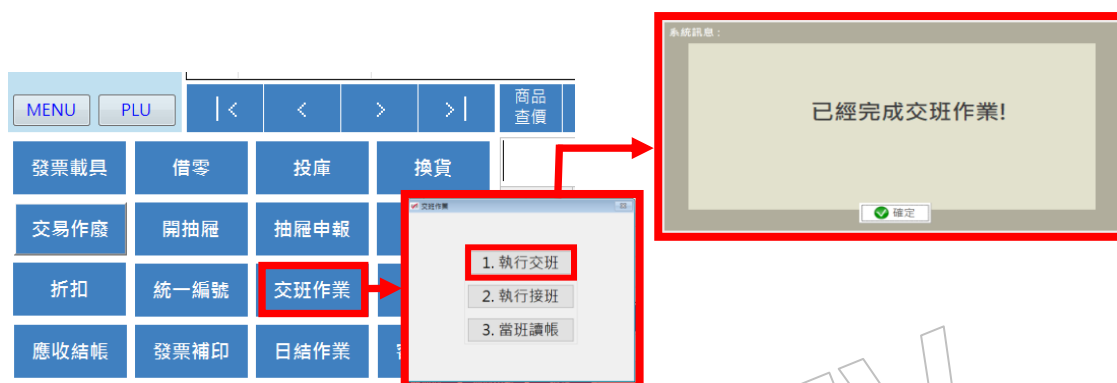 系統訊息:
已經完成交班作業!
確定
MENU PLU |< < > >| 商品
查價
發票載具 借零 投庫 換貨
交易作廢 開抽屜 抽屜申報
折扣 統一編號 交班作業
應收結帳 發票補印 日結作業
交班作業
1. 執行交班
2. 執行接班
3. 當班讀帳